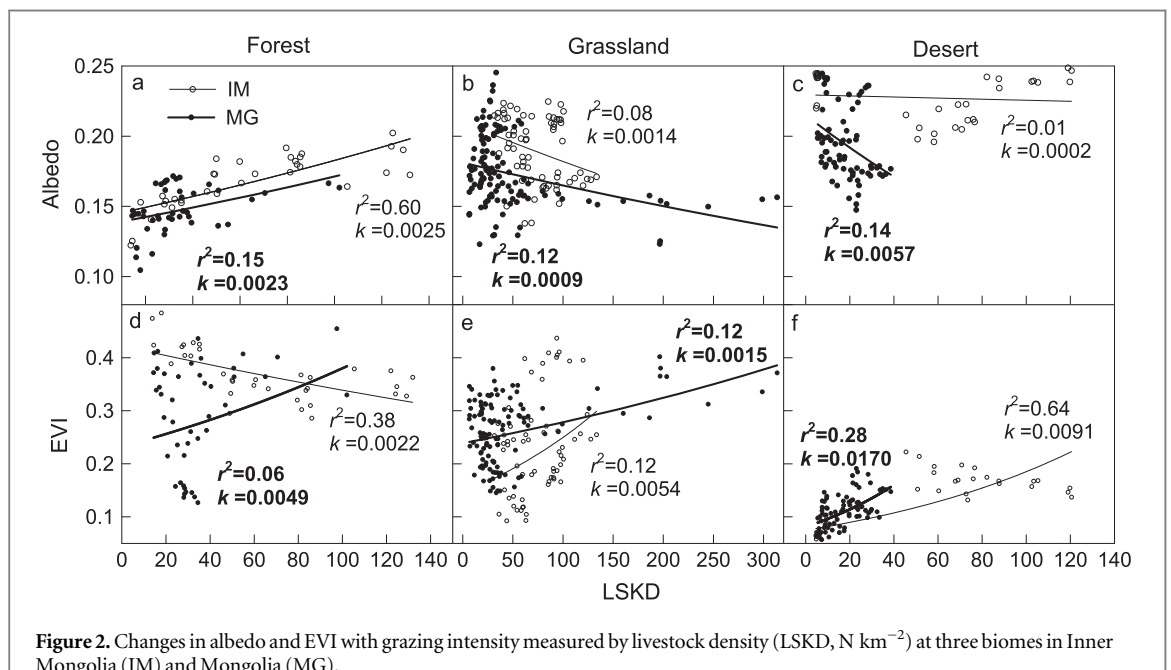 Forest Grassland Desert
0.25 a b c
IM
MG
r²=0.08
k =0.0014
r²=0.01
k =0.0002
0.20
Albedo
0.15
r²=0.60
k =0.0025
r²=0.15
k =0.0023
r²=0.12
k =0.0009
r²=0.14
k =0.0057
0.10
d e f
r²=0.12
k =0.0015
0.4
r²=0.38
k =0.0022
r²=0.64
k =0.0091
0.3
EVI
r²=0.28
k =0.0170
0.2
r²=0.06
k =0.0049
r²=0.12
k =0.0054
0.1
0 20 40 60 80 100 120 140 0 50 100 150 200 250 300 0 20 40 60 80 100 120 140
LSKD
Figure 2. Changes in albedo and EVI with grazing intensity measured by livestock density (LSKD, N km⁻²) at three biomes in Inner
Mongolia (IM) and Mongolia (MG).